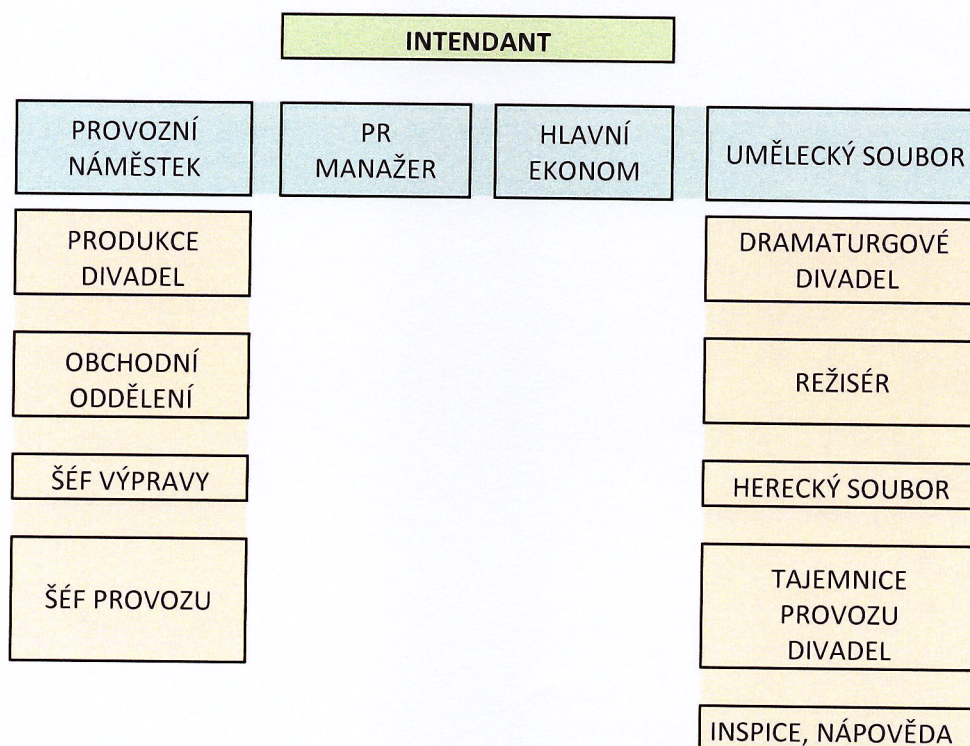 INTENDANT
PROVOZNÍ
NÁMĚSTEK
PR
MANAŽER
HLAVNÍ
EKONOM
UMĚLECKÝ SOUBOR
PRODUKCE
DIVADEL
OBCHODNÍ
ODDĚLENÍ
ŠÉF VÝPRAVY
ŠÉF PROVOZU
DRAMATURGOVÉ
DIVADEL
REŽISÉR
HERECKÝ SOUBOR
TAJEMNICE
PROVOZU
DIVADEL
INSPICE, NÁPOVĚDA